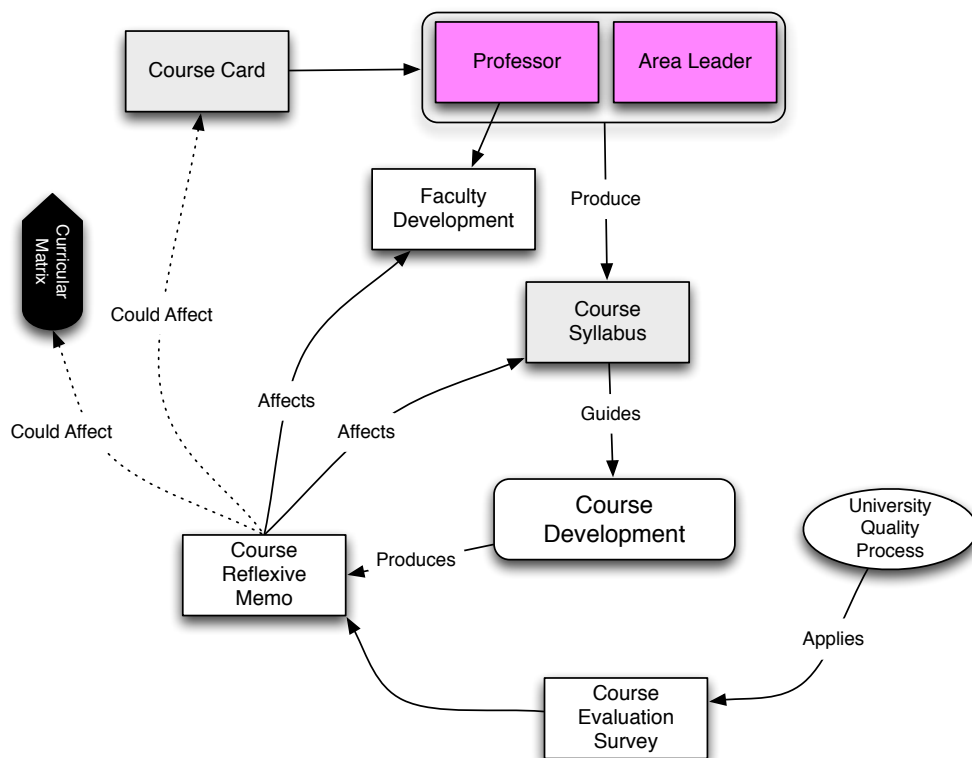 Course Card
Professor
Area Leader
Faculty
Development
Produce
Curricular
Matrix
Could Affect
Course
Syllabus
Affects
Affects
Guides
Could Affect
Course
Development
University
Quality
Process
Course
Reflexive
Memo
Produces
Applies
Course
Evaluation
Survey